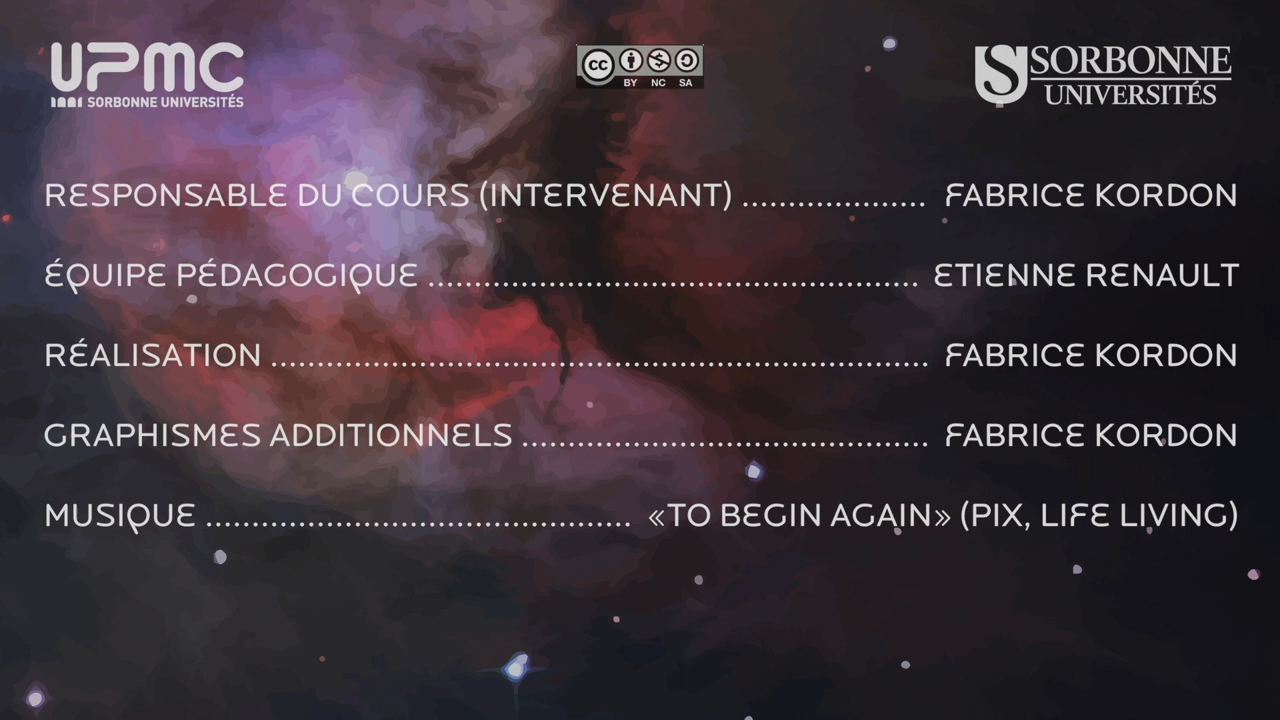 UPMC
SORBONNE UNIVERSITÉS
cc
BY NC SA
SORBONNE
UNIVERSITÉS
RESPONSABLE DU COURS (INTERVENANT) .................... FABRICE KORDON
ÉQUIPE PÉDAGOGIQUE .................................................... ETIENNE RENAULT
RÉALISATION ...................................................................... FABRICE KORDON
GRAPHISMES ADDITIONNELS ........................................... FABRICE KORDON
MUSIQUE .............................................. «TO BEGIN AGAIN» (PIX, LIFE LIVING)